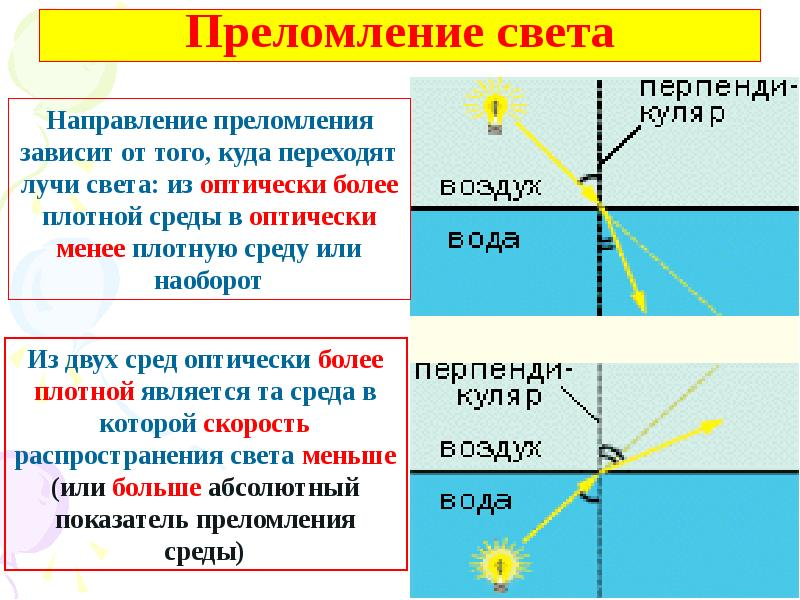 Преломление света
Направление преломления
зависит от того, куда переходят
лучи света: из оптически более
плотной среды в оптически
менее плотную среду или
наоборот
перпенди-
куляр
воздух
вода
Из двух сред оптически более
плотной является та среда в
которой скорость
распространения света меньше
(или больше абсолютный
показатель преломления
среды)
перпенди-
куляр
воздух
вода